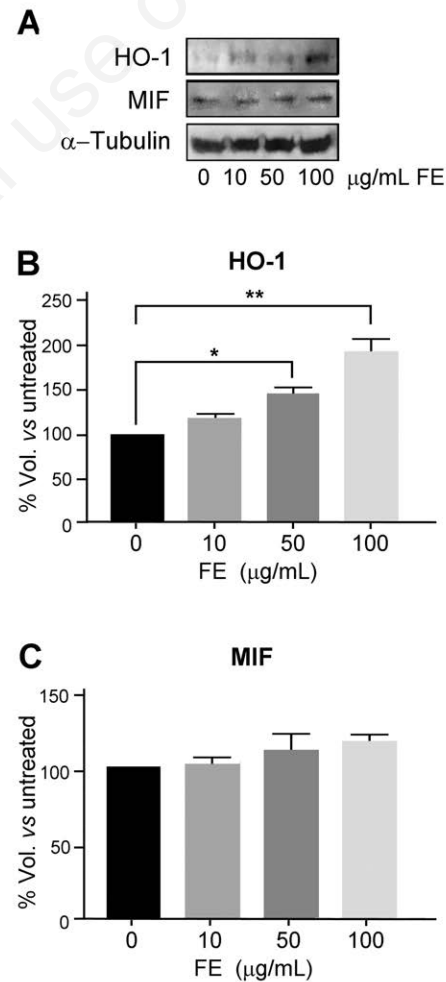 A
HO-1
MIF
α–Tubulin
0 10 50 100 μg/mL FE
B
HO-1
% Vol. vs untreated
250
200
150
100
50
0
**
*
0 10 50 100
FE (μg/mL)
C
MIF
% Vol. vs untreated
150
100
50
0
0 10 50 100
FE (μg/mL)
use o